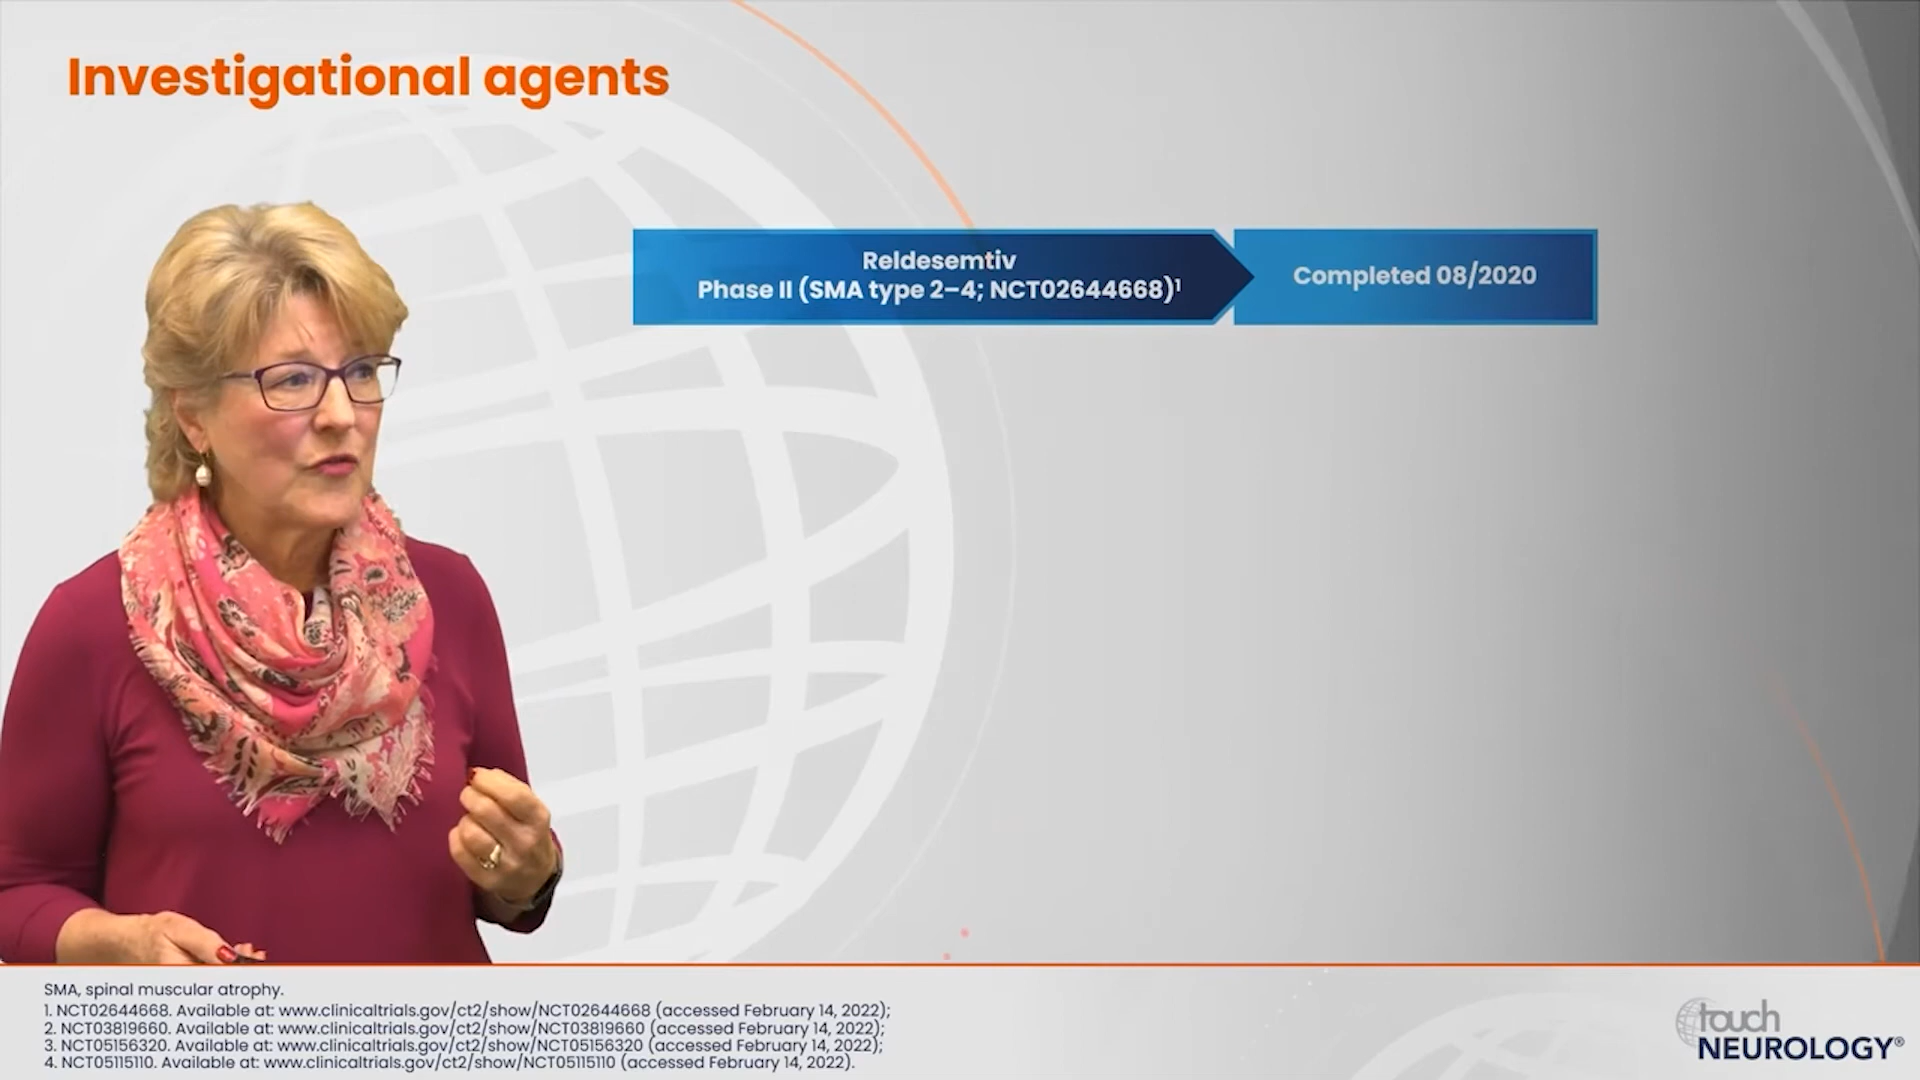 Investigational agents
Reldesemtiv
Phase II (SMA type 2–4; NCT02644668)¹
Completed 08/2020
SMA, spinal muscular atrophy.
1. NCT02644668. Available at: www.clinicaltrials.gov/ct2/show/NCT02644668 (accessed February 14, 2022);
2. NCT03819660. Available at: www.clinicaltrials.gov/ct2/show/NCT03819660 (accessed February 14, 2022);
3. NCT05156320. Available at: www.clinicaltrials.gov/ct2/show/NCT05156320 (accessed February 14, 2022);
4. NCT05115110. Available at: www.clinicaltrials.gov/ct2/show/NCT05115110 (accessed February 14, 2022).
touch
NEUROLOGY®